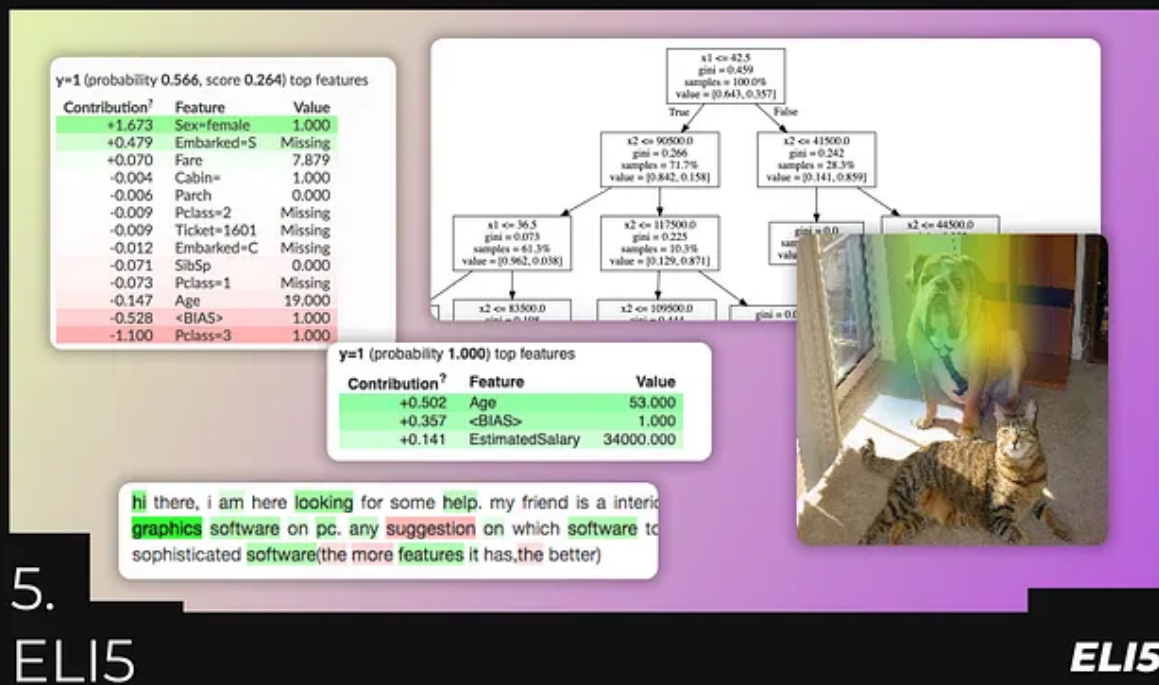 y=1 (probability 0.566, score 0.264) top features
Contribution? Feature Value
+1.673 Sex=female 1.000
+0.479 Embarked=S Missing
+0.070 Fare 7.879
-0.004 Cabin= 1.000
-0.006 Parch 0.000
-0.009 Pclass=2 Missing
-0.009 Ticket=1601 Missing
-0.012 Embarked=C Missing
-0.071 SibSp 0.000
-0.073 Pclass=1 Missing
-0.147 Age 19.000
-0.528 <BIAS> 1.000
-1.100 Pclass=3 1.000
x1 <= 42.5
gini = 0.459
samples = 100.0%
value = [0.643, 0.357]
True False
x2 <= 90500.0
gini = 0.266
samples = 71.7%
value = [0.842, 0.158]
x2 <= 41500.0
gini = 0.242
samples = 28.3%
value = [0.141, 0.859]
x1 <= 36.5
gini = 0.073
samples = 61.3%
value = [0.962, 0.038]
x2 <= 117500.0
gini = 0.225
samples = 10.3%
value = [0.129, 0.871]
gini = 0.0
x2 <= 44500.0
x2 <= 83500.0
x2 <= 109500.0
y=1 (probability 1.000) top features
Contribution? Feature Value
+0.502 Age 53.000
+0.357 <BIAS> 1.000
+0.141 EstimatedSalary 34000.000
hi there, i am here looking for some help. my friend is a interic
graphics software on pc. any suggestion on which software to
sophisticated software(the more features it has,the better)
5.
ELI5
ELI5